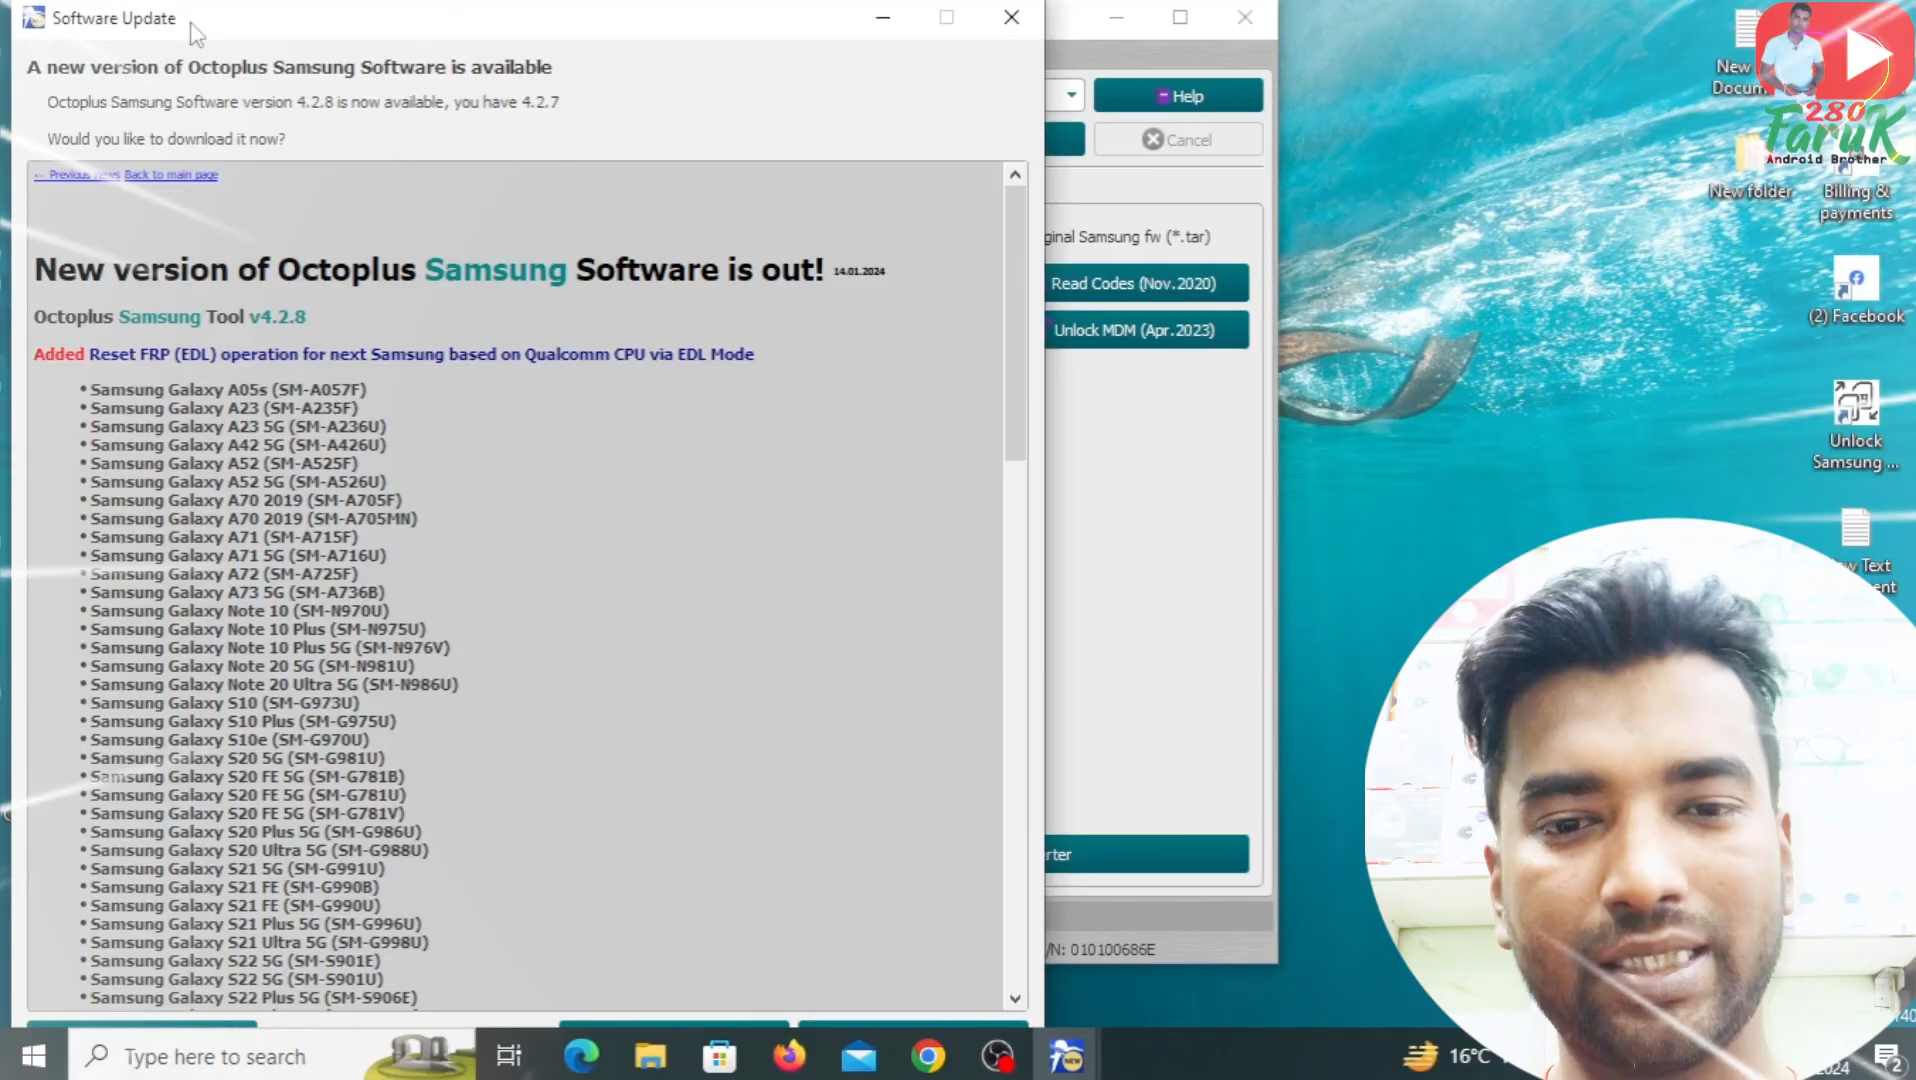 Software Update
A new version of Octoplus Samsung Software is available
Octoplus Samsung Software version 4.2.8 is now available, you have 4.2.7
Would you like to download it now?
← Previous news Back to main page
New version of Octoplus Samsung Software is out! 14.01.2024
Octoplus Samsung Tool v4.2.8
Added Reset FRP (EDL) operation for next Samsung based on Qualcomm CPU via EDL Mode
• Samsung Galaxy A05s (SM-A057F)
• Samsung Galaxy A23 (SM-A235F)
• Samsung Galaxy A23 5G (SM-A236U)
• Samsung Galaxy A42 5G (SM-A426U)
• Samsung Galaxy A52 (SM-A525F)
• Samsung Galaxy A52 5G (SM-A526U)
• Samsung Galaxy A70 2019 (SM-A705F)
• Samsung Galaxy A70 2019 (SM-A705MN)
• Samsung Galaxy A71 (SM-A715F)
• Samsung Galaxy A71 5G (SM-A716U)
• Samsung Galaxy A72 (SM-A725F)
• Samsung Galaxy A73 5G (SM-A736B)
• Samsung Galaxy Note 10 (SM-N970U)
• Samsung Galaxy Note 10 Plus (SM-N975U)
• Samsung Galaxy Note 10 Plus 5G (SM-N976V)
• Samsung Galaxy Note 20 5G (SM-N981U)
• Samsung Galaxy Note 20 Ultra 5G (SM-N986U)
• Samsung Galaxy S10 (SM-G973U)
• Samsung Galaxy S10 Plus (SM-G975U)
• Samsung Galaxy S10e (SM-G970U)
• Samsung Galaxy S20 5G (SM-G981U)
• Samsung Galaxy S20 FE 5G (SM-G781B)
• Samsung Galaxy S20 FE 5G (SM-G781U)
• Samsung Galaxy S20 FE 5G (SM-G781V)
• Samsung Galaxy S20 Plus 5G (SM-G986U)
• Samsung Galaxy S20 Ultra 5G (SM-G988U)
• Samsung Galaxy S21 5G (SM-G991U)
• Samsung Galaxy S21 FE (SM-G990B)
• Samsung Galaxy S21 FE (SM-G990U)
• Samsung Galaxy S21 Plus 5G (SM-G996U)
• Samsung Galaxy S21 Ultra 5G (SM-G998U)
• Samsung Galaxy S22 5G (SM-S901E)
• Samsung Galaxy S22 5G (SM-S901U)
• Samsung Galaxy S22 Plus 5G (SM-S906E)
Help
Cancel
ginal Samsung fw (*.tar)
Read Codes (Nov.2020)
Unlock MDM (Apr.2023)
rter
/N: 010100686E
New
Docum
280
Faruk
Android Brother
New folder
Billing &
payments
(2) Facebook
Unlock
Samsung ...
w Text
ent
Type here to search
NEW
16°C
2024
2